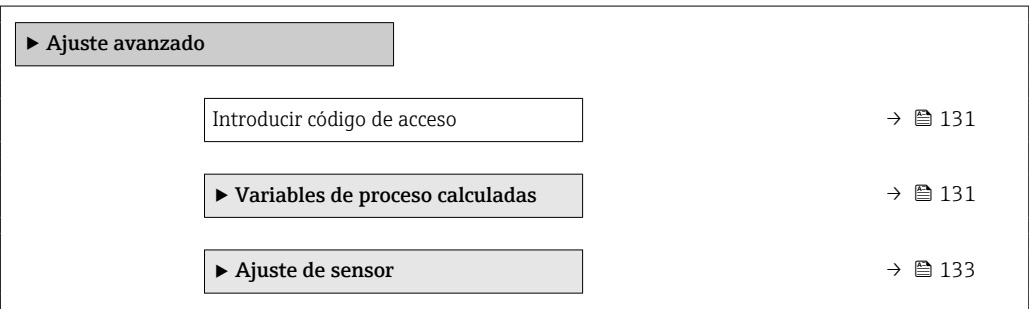 ▶ Ajuste avanzado
Introducir código de acceso → 131
▶ Variables de proceso calculadas → 131
▶ Ajuste de sensor → 133